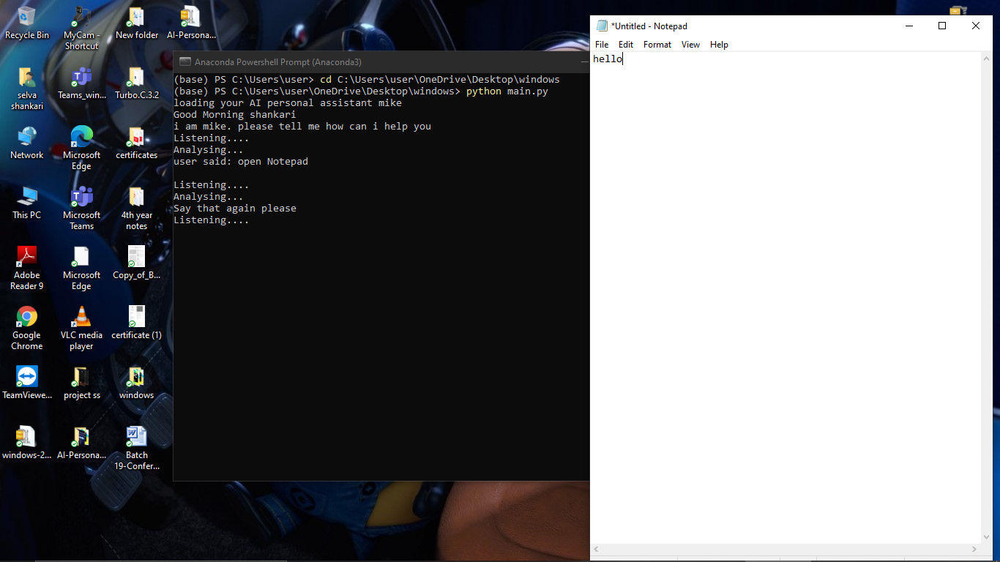 Recycle Bin
MyCam -
Shortcut
New folder
AI-Persona...
selva
shankari
Teams_win...
Turbo.C.3.2
Network
Microsoft
Edge
certificates
This PC
Microsoft
Teams
4th year
notes
Adobe
Reader 9
Microsoft
Edge
Copy_of_B...
Google
Chrome
VLC media
player
certificate (1)
TeamViewe...
project ss
windows
windows-2...
AI-Persona...
Batch
19-Confer...
Anaconda Powershell Prompt (Anaconda3)
(base) PS C:\Users\user> cd C:\Users\user\OneDrive\Desktop\windows
(base) PS C:\Users\user\OneDrive\Desktop\windows> python main.py
loading your AI personal assistant mike
Good Morning shankari
i am mike. please tell me how can i help you
Listening....
Analysing...
user said: open Notepad
Listening....
Analysing...
Say that again please
Listening....
*Untitled - Notepad
File Edit Format View Help
hello